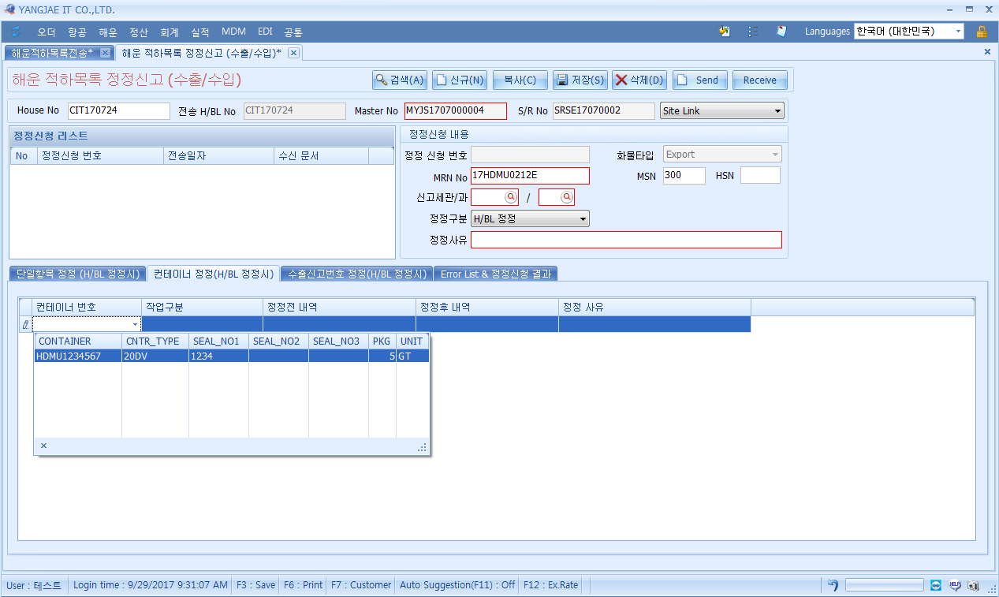 YANGJAE IT CO.,LTD.
오더 항공 해운 정산 회계 실적 MDM EDI 공통 Languages 한국어 (대한민국)
해운적하목록전송* 해운 적하목록 정정신고 (수출/수입)*
해운 적하목록 정정신고 (수출/수입) 검색(A) 신규(N) 복사(C) 저장(S) 삭제(D) Send Receive
House No CIT170724 전송 H/BL No CIT170724 Master No MYJS1707000004 S/R No SRSE17070002 Site Link
정정신청 리스트
No 정정신청 번호 전송일자 수신 문서
정정신청 내용
정정 신청 번호 화물타입 Export
MRN No 17HDMU0212E MSN 300 HSN
신고세관/과 /
정정구분 H/BL 정정
정정사유
단일항목 정정 (H/BL 정정시) 컨테이너 정정(H/BL 정정시) 수출신고번호 정정(H/BL 정정시) Error List & 정정신청 결과
컨테이너 번호 작업구분 정정전 내역 정정후 내역 정정 사유
CONTAINER CNTR_TYPE SEAL_NO1 SEAL_NO2 SEAL_NO3 PKG UNIT
HDMU1234567 20DV 1234 5 GT
User : 테스트 Login time : 9/29/2017 9:31:07 AM F3 : Save F6 : Print F7 : Customer Auto Suggestion(F11) : Off F12 : Ex.Rate HELP